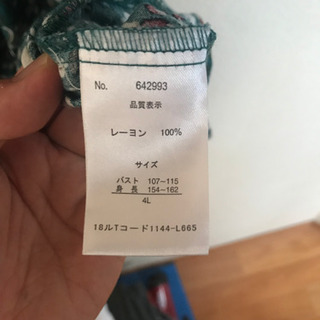 No. 642993
品質表示
レーヨン 100%
サイズ
バスト 107~115
身長 154~162
4L
18ルTコード1144-L665